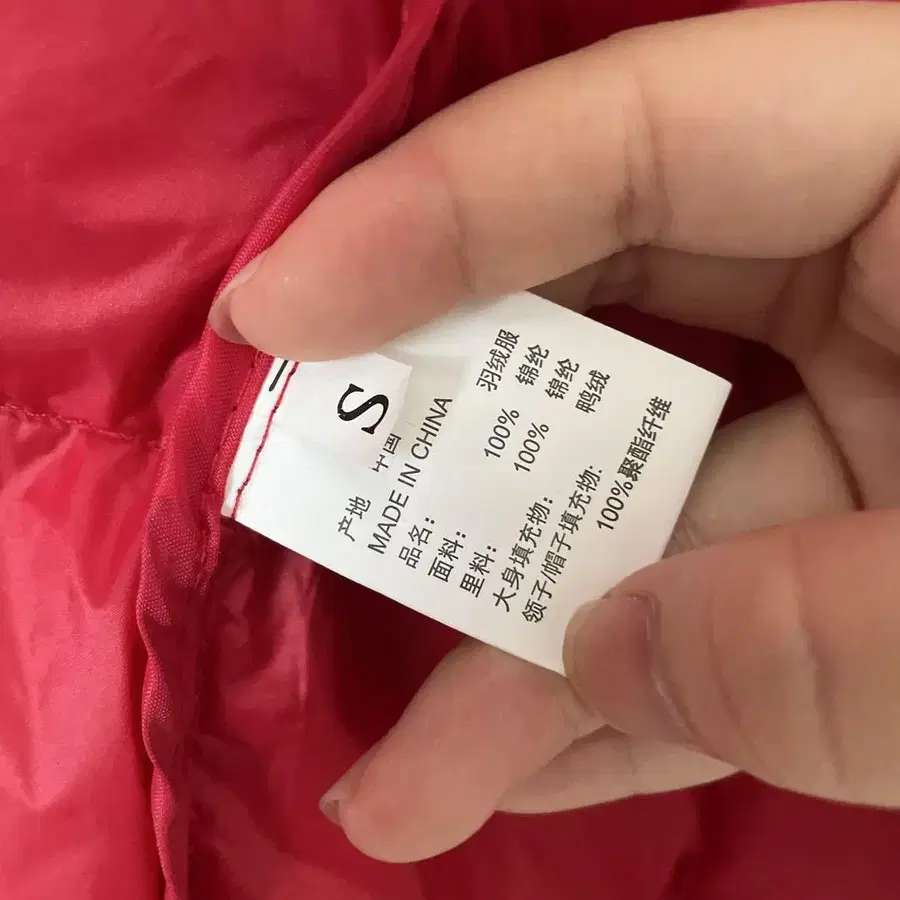 S
产地 中国
MADE IN CHINA
品名： 羽绒服
面料： 100% 锦纶
里料： 100% 锦纶
大身填充物： 鸭绒
领子/帽子填充物：
100%聚酯纤维